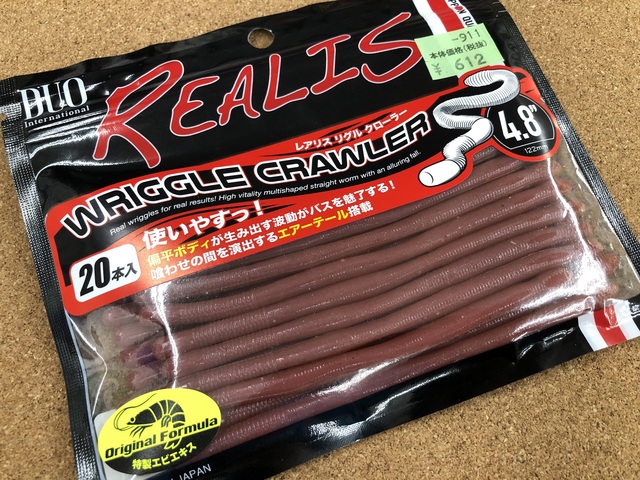 DUO
International
REALIS
-911
本体価格(税抜)
¥612
レアリス リグル クローラー
WRIGGLE CRAWLER
4.8"
122mm
Real wriggles for real results! High vitality multishaped straight worm with an alluring fall.
使いやすっ!
20本入
偏平ボディが生み出す波動がバスを魅了する!
喰わせの間を演出するエアーテール搭載
Original Formula
特製エビエキス
JAPAN